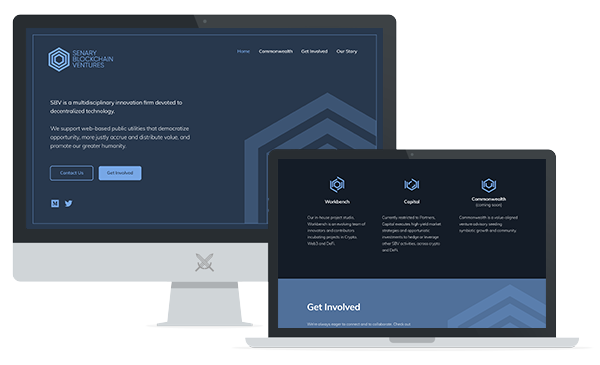 SENARY
BLOCKCHAIN
VENTURES
Home
Commonwealth
Get Involved
Our Story
SBV is a multidisciplinary innovation firm devoted to
decentralized technology.
We support web-based public utilities that democratize
opportunity, more justly accrue and distribute value, and
promote our greater humanity.
Contact Us
Get Involved
Workbench
Our in-house project studio,
Workbench is an evolving team of
innovators and contributors
incubating projects in Crypto,
Web3 and DeFi.
Capital
Currently restricted to Partners,
Capital executes high yield market
strategies and opportunistic
investments to hedge or leverage
other SBV activities, across crypto
and DeFi.
Commonwealth
(coming soon)
Commonwealth is a value-aligned
venture advisory seeding
symbiotic growth and community.
Get Involved
We're always eager to connect and to collaborate. Check out